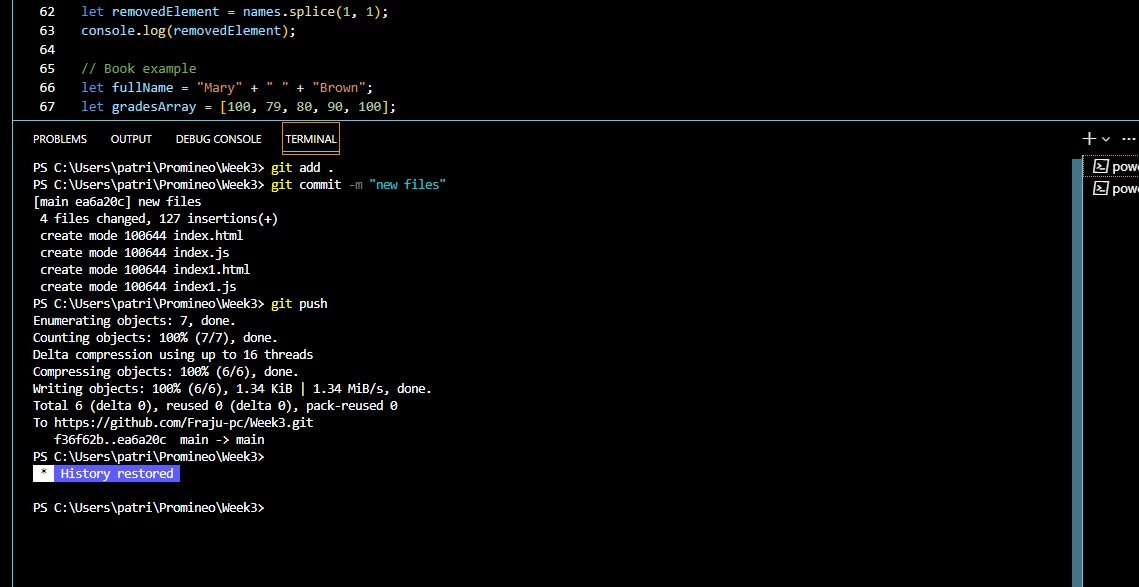 62 let removedElement = names.splice(1, 1);
63 console.log(removedElement);
64
65 // Book example
66 let fullName = "Mary" + " " + "Brown";
67 let gradesArray = [100, 79, 80, 90, 100];
PROBLEMS OUTPUT DEBUG CONSOLE TERMINAL
PS C:\Users\patri\Promineo\Week3> git add .
PS C:\Users\patri\Promineo\Week3> git commit -m "new files"
[main ea6a20c] new files
 4 files changed, 127 insertions(+)
 create mode 100644 index.html
 create mode 100644 index.js
 create mode 100644 index1.html
 create mode 100644 index1.js
PS C:\Users\patri\Promineo\Week3> git push
Enumerating objects: 7, done.
Counting objects: 100% (7/7), done.
Delta compression using up to 16 threads
Compressing objects: 100% (6/6), done.
Writing objects: 100% (6/6), 1.34 KiB | 1.34 MiB/s, done.
Total 6 (delta 0), reused 0 (delta 0), pack-reused 0
To https://github.com/Fraju-pc/Week3.git
   f36f62b..ea6a20c  main -> main
PS C:\Users\patri\Promineo\Week3>
 * History restored
PS C:\Users\patri\Promineo\Week3>
powe
powe